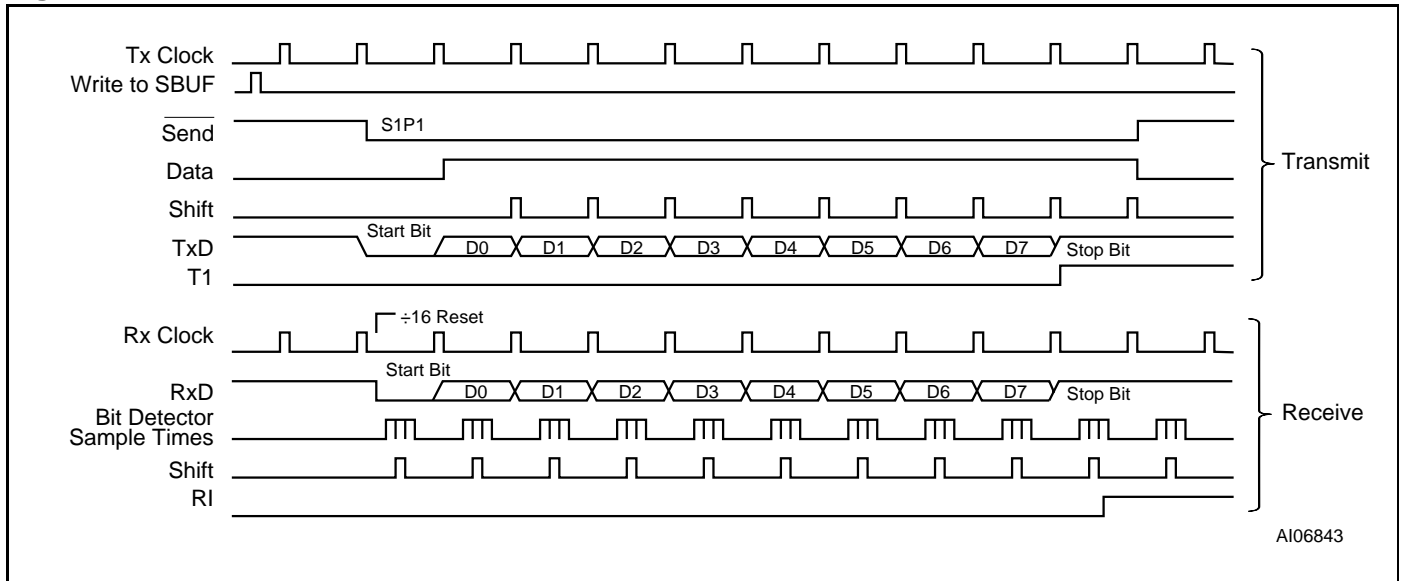 Tx Clock
Write to SBUF
Send
S1P1
Data
Transmit
Shift
Start Bit
TxD
D0 D1 D2 D3 D4 D5 D6 D7
Stop Bit
T1
÷16 Reset
Rx Clock
Start Bit
RxD
D0 D1 D2 D3 D4 D5 D6 D7
Stop Bit
Bit Detector
Sample Times
Receive
Shift
RI
AI06843